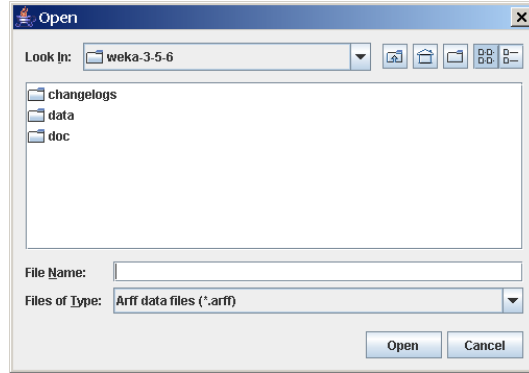 Open
Look In: weka-3-5-6
changelogs
data
doc
File Name:
Files of Type: Arff data files (*.arff)
Open Cancel